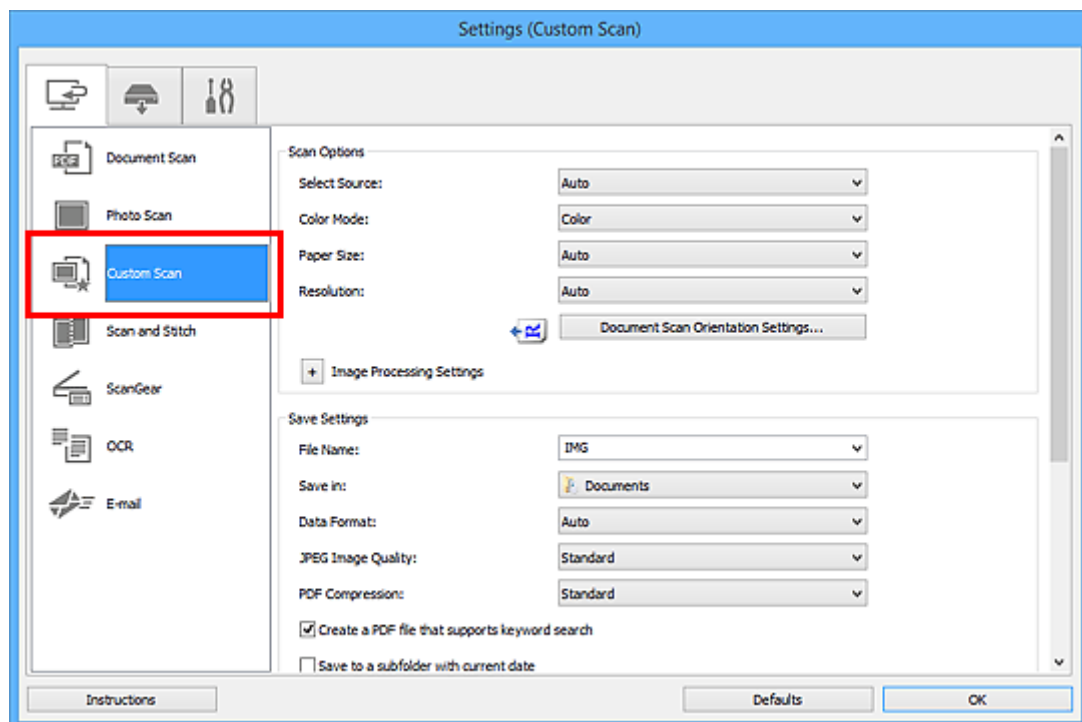 Settings (Custom Scan)
PDF
Document Scan
Photo Scan
Custom Scan
Scan and Stitch
ScanGear
OCR
E-mail
Scan Options
Select Source: Auto
Color Mode: Color
Paper Size: Auto
Resolution: Auto
R Document Scan Orientation Settings...
+ Image Processing Settings
Save Settings
File Name: IMG
Save in: Documents
Data Format: Auto
JPEG Image Quality: Standard
PDF Compression: Standard
Create a PDF file that supports keyword search
Save to a subfolder with current date
Instructions Defaults OK